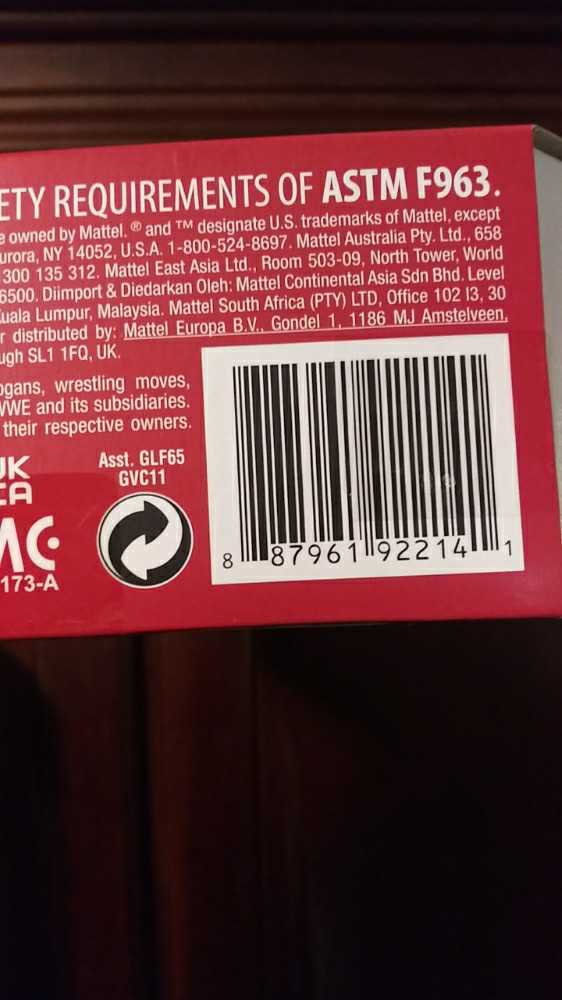 ETY REQUIREMENTS OF ASTM F963.
e owned by Mattel. ® and ™ designate U.S. trademarks of Mattel, except
urora, NY 14052, U.S.A. 1-800-524-8697. Mattel Australia Pty. Ltd., 658
300 135 312. Mattel East Asia Ltd., Room 503-09, North Tower, World
6500. Diimport & Diedarkan Oleh: Mattel Continental Asia Sdn Bhd. Level
uala Lumpur, Malaysia. Mattel South Africa (PTY) LTD, Office 102 I3, 30
r distributed by: Mattel Europa B.V., Gondel 1, 1186 MJ Amstelveen,
ugh SL1 1FQ, UK.
ogans, wrestling moves,
WWE and its subsidiaries.
their respective owners.
UK
CA
Asst. GLF65
GVC11
MC
173-A
8 87961 92214 1